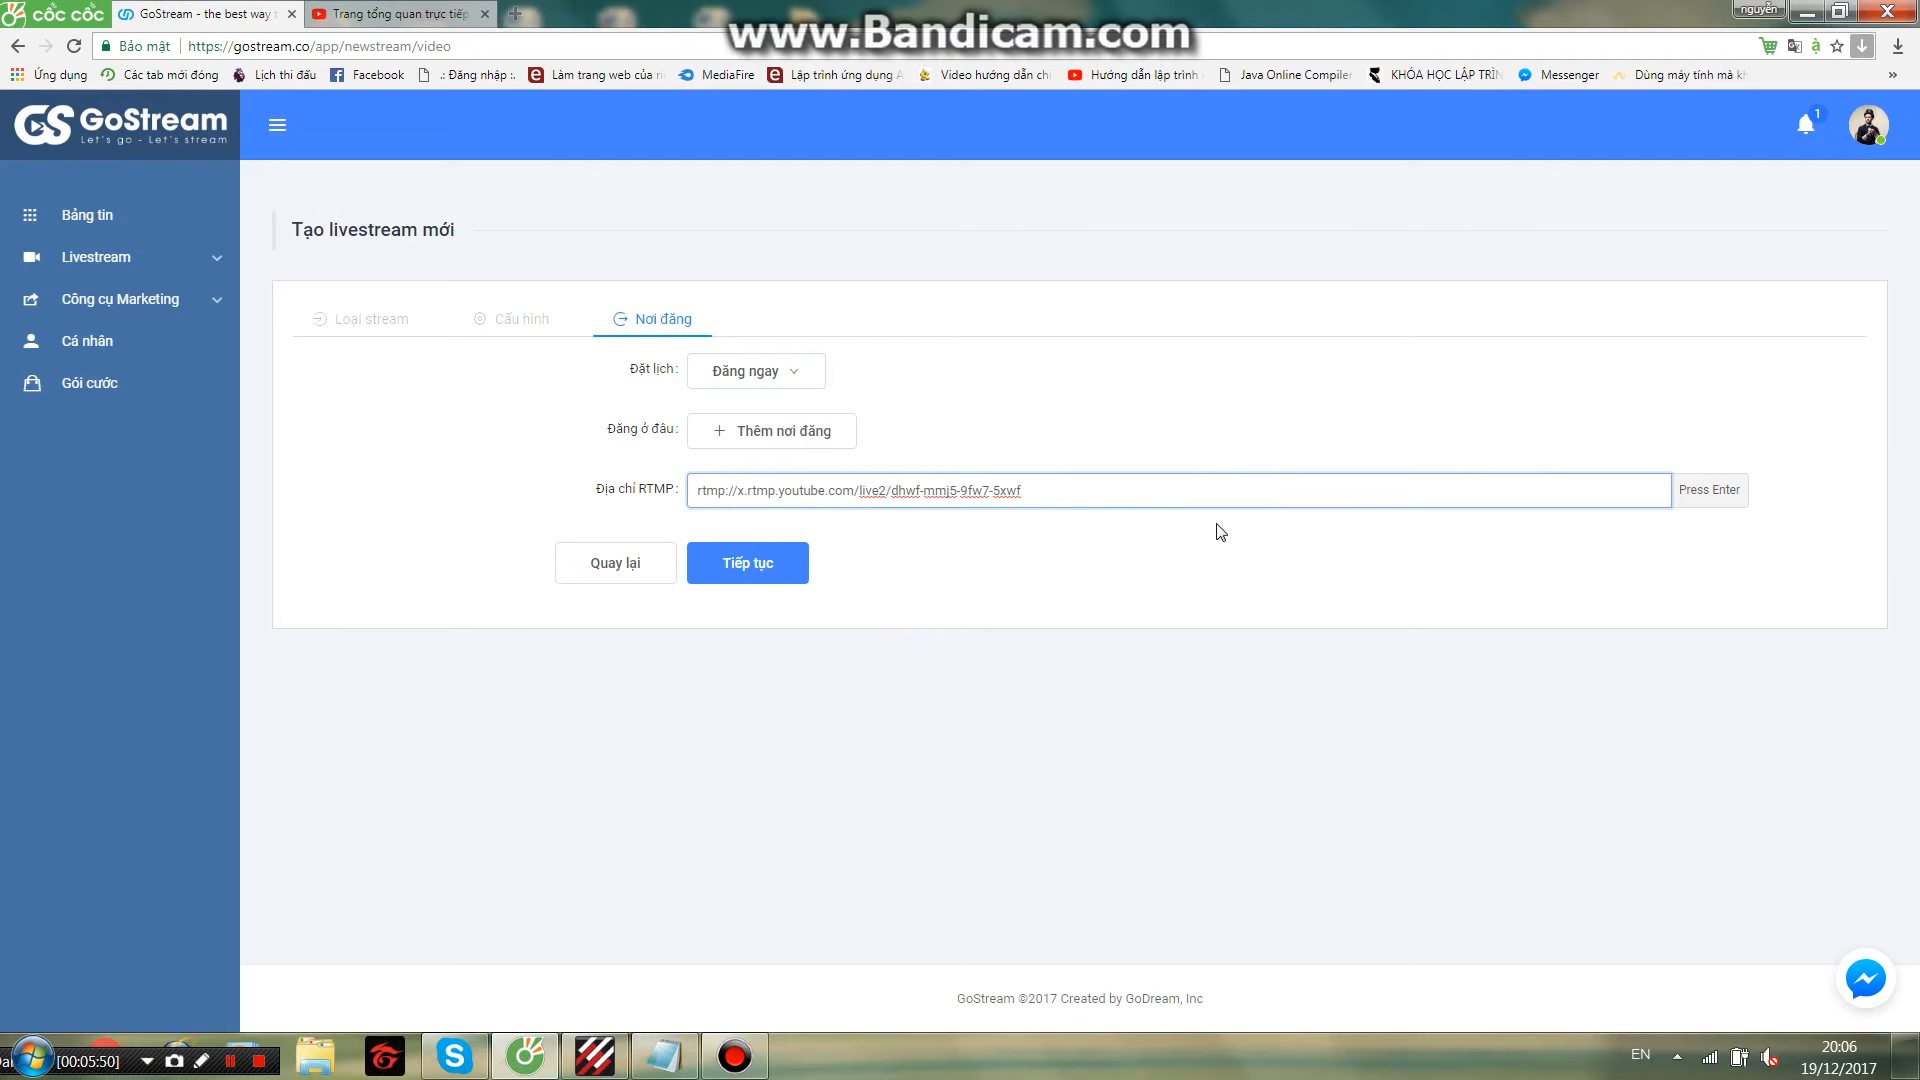 www.Bandicam.com
cốc cốc
GoStream - the best way t
Trang tổng quan trực tiếp
nguyễn
Bảo mật
https://gostream.co/app/newstream/video
Ứng dụng
Các tab mới đóng
Lịch thi đấu
Facebook
.: Đăng nhập :.
Làm trang web của ri
MediaFire
Lập trình ứng dụng A
Video hướng dẫn chi
Hướng dẫn lập trình
Java Online Compiler
KHÓA HỌC LẬP TRÌN
Messenger
Dùng máy tính mà kh
»
GS GoStream
Let's go - Let's stream
1
Bảng tin
Livestream
Công cụ Marketing
Cá nhân
Gói cước
Tạo livestream mới
Loại stream
Cấu hình
Nơi đăng
Đặt lịch:
Đăng ngay
Đăng ở đâu:
Thêm nơi đăng
Địa chỉ RTMP:
rtmp://x.rtmp.youtube.com/live2/dhwf-mmj5-9fw7-5xwf
Press Enter
Quay lại
Tiếp tục
GoStream ©2017 Created by GoDream, Inc
[00:05:50]
EN
20:06
19/12/2017